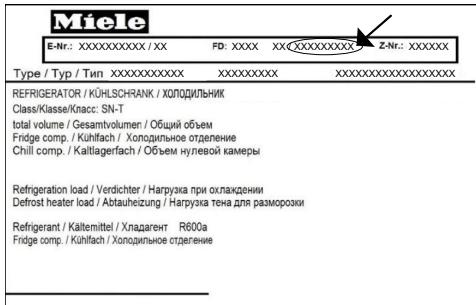 Miele
E-Nr.: XXXXXXXXXX / XX FD: XXXX XX XXXXXXXXX Z-Nr.: XXXXXX
Type / Typ / Тип XXXXXXXXXXX XXXXXXXXX XXXXXXXXXXXXXXXXXX
REFRIGERATOR / KÜHLSCHRANK / ХОЛОДИЛЬНИК
Class/Klasse/Класс: SN-T
total volume / Gesamtvolumen / Общий объем
Fridge comp. / Kühlfach / Холодильное отделение
Chill comp. / Kaltlagerfach / Объем нулевой камеры
Refrigeration load / Verdichter / Нагрузка при охлаждении
Defrost heater load / Abtauheizung / Нагрузка тена для разморозки
Refrigerant / Kältemittel / Хладагент R600a
Fridge comp. / Kühlfach / Холодильное отделение